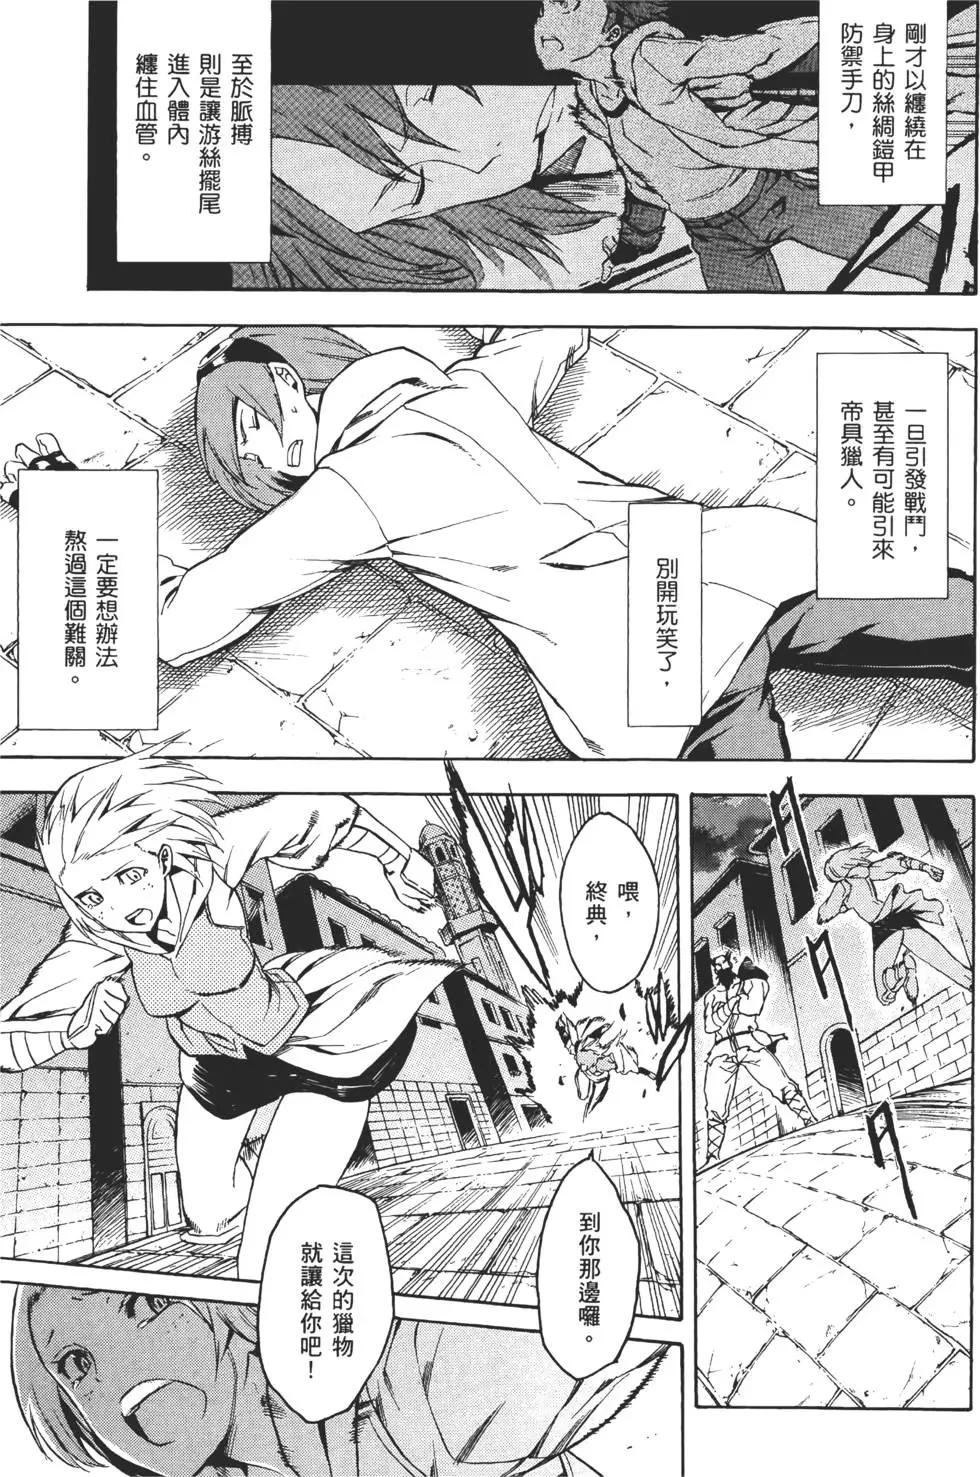 剛才以纏繞在
身上的絲綢鎧甲
防禦手刀，
至於脈搏
則是讓游絲擺尾
進入體內
纏住血管。
一旦引發戰鬥，
甚至有可能引來
帝具獵人。
別開玩笑了，
一定要想辦法
熬過這個難關。
喂，
終典，
到你那邊囉。
這次的獵物
就讓給你吧！